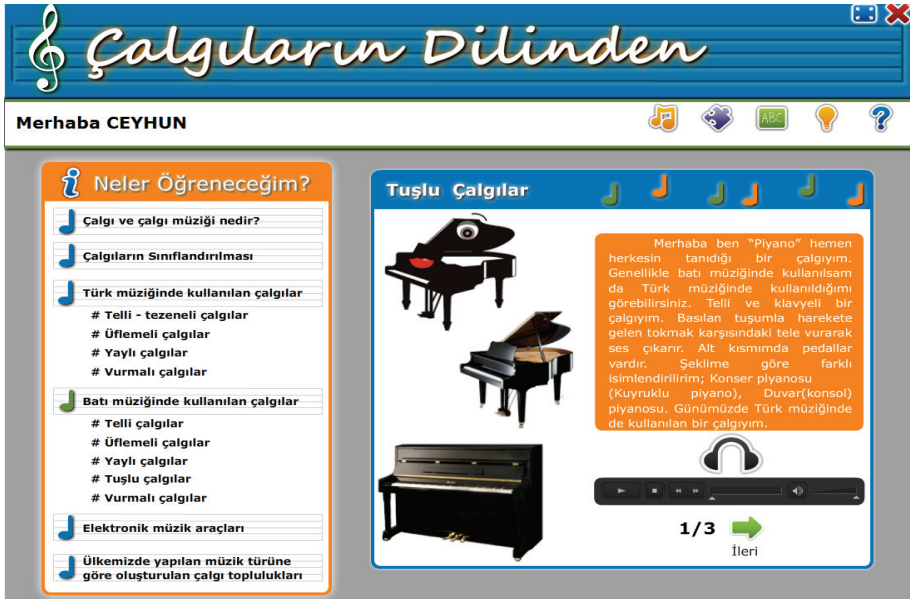 Çalgıların Dilinden
Merhaba CEYHUN
ABC
?
i Neler Öğreneceğim?
Çalgı ve çalgı müziği nedir?
Çalgıların Sınıflandırılması
Türk müziğinde kullanılan çalgılar
# Telli - tezeneli çalgılar
# Üflemeli çalgılar
# Yaylı çalgılar
# Vurmalı çalgılar
Batı müziğinde kullanılan çalgılar
# Telli çalgılar
# Üflemeli çalgılar
# Yaylı çalgılar
# Tuşlu çalgılar
# Vurmalı çalgılar
Elektronik müzik araçları
Ülkemizde yapılan müzik türüne
göre oluşturulan çalgı toplulukları
Tuşlu Çalgılar
Merhaba ben “Piyano” hemen
herkesin tanıdığı bir çalgıyım.
Genellikle batı müziğinde kullanılsam
da Türk müziğinde kullanıldığımı
görebilirsiniz. Telli ve klavyeli bir
çalgıyım. Basılan tuşumla harekete
gelen tokmak karşısındaki tele vurarak
ses çıkarır. Alt kısmımda pedallar
vardır. Şeklime göre farklı
isimlendirilirim; Konser piyanosu
(Kuyruklu piyano), Duvar(konsol)
piyanosu. Günümüzde Türk müziğinde
de kullanılan bir çalgıyım.
1/3
İleri